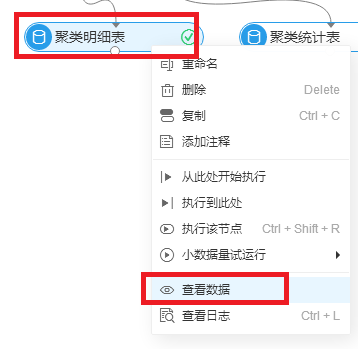 聚类明细表
聚类统计表
重命名
删除 Delete
复制 Ctrl + C
添加注释
从此处开始执行
执行到此处
执行该节点 Ctrl + Shift + R
小数据量试运行
查看数据
查看日志 Ctrl + L